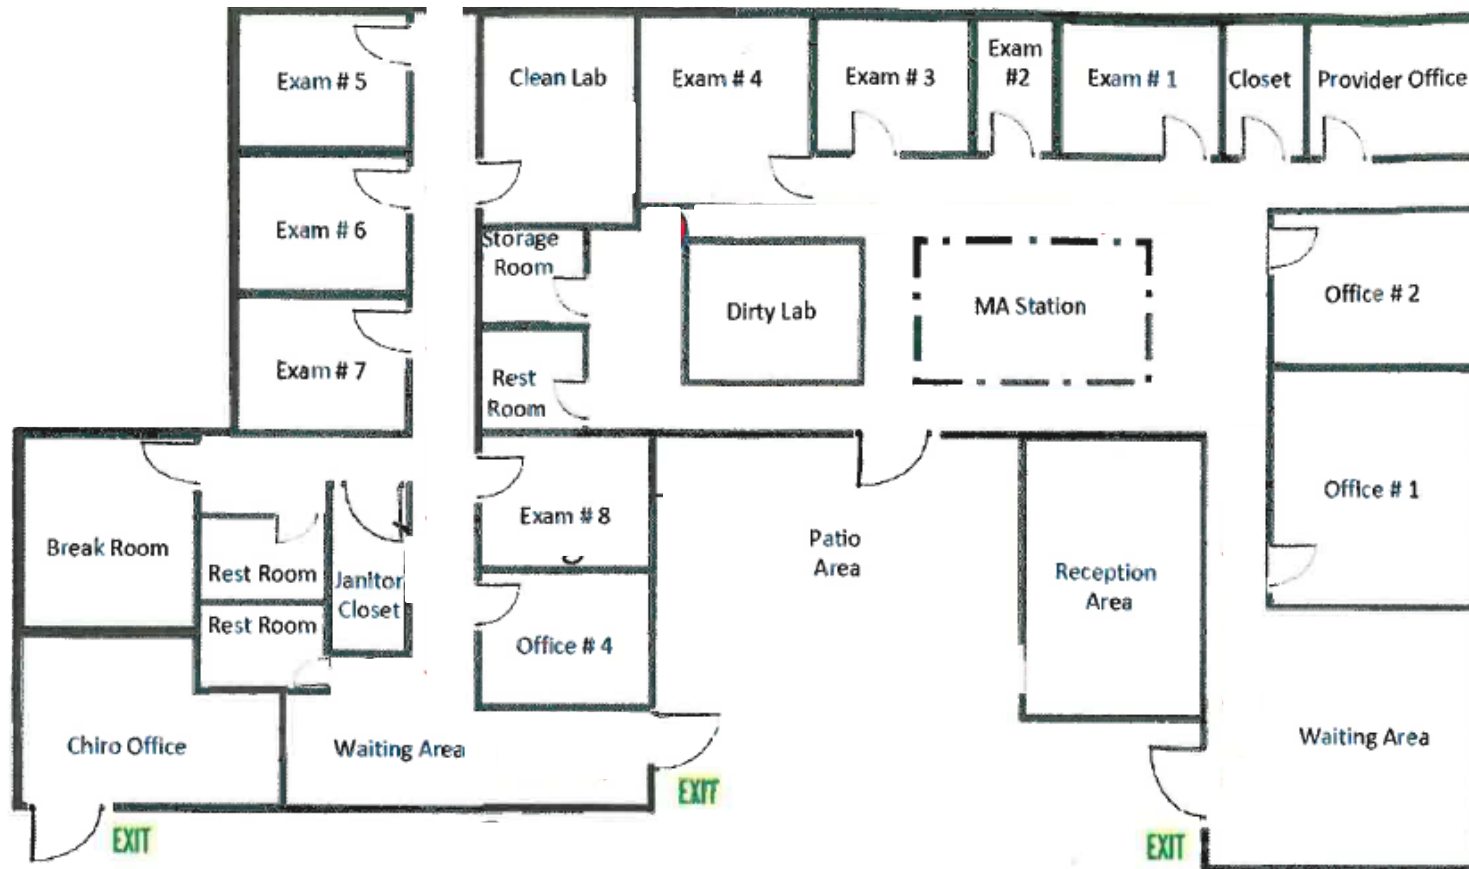 Exam # 5
Clean Lab
Exam # 4
Exam # 3
Exam
#2
Exam # 1
Closet
Provider Office
Exam # 6
Storage
Room
Dirty Lab
MA Station
Office # 2
Exam # 7
Rest
Room
Office # 1
Break Room
Rest Room
Janitor
Closet
Rest Room
Exam # 8
Patio
Area
Reception
Area
Office # 4
Chiro Office
Waiting Area
Waiting Area
EXIT
EXIT
EXIT